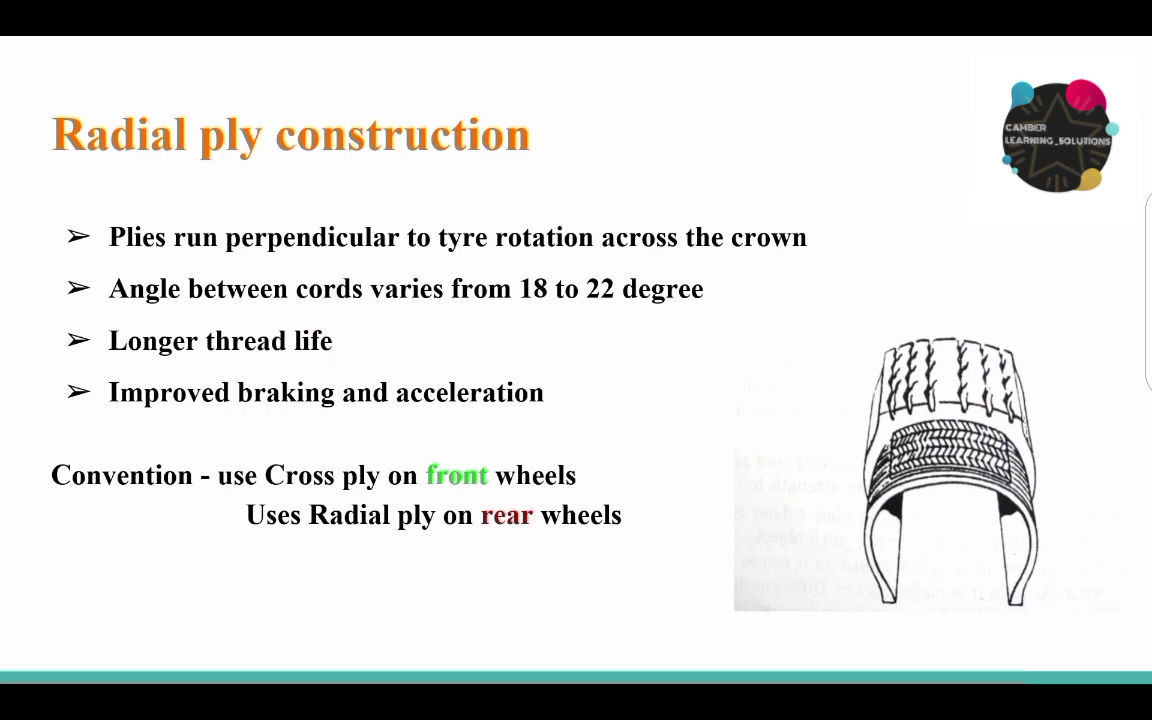 Radial ply construction
CAMBER
LEARNING_SOLUTIONS
➢ Plies run perpendicular to tyre rotation across the crown
➢ Angle between cords varies from 18 to 22 degree
➢ Longer thread life
➢ Improved braking and acceleration
Convention - use Cross ply on front wheels
Uses Radial ply on rear wheels